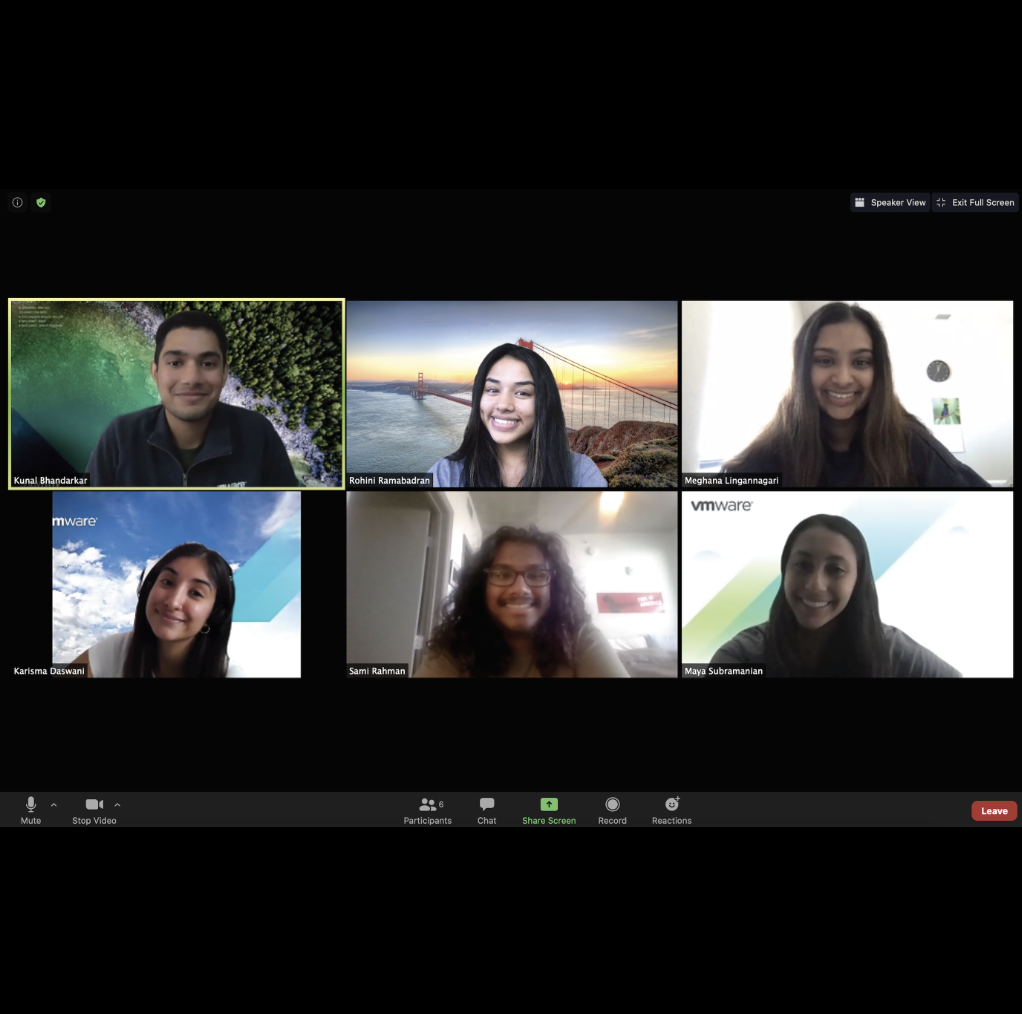 Speaker View
Exit Full Screen
Kunal Bhandarkar
Rohini Ramabadran
Meghana Lingannagari
mware
Karisma Daswani
Sami Rahman
vmware
Maya Subramanian
Mute
Stop Video
6
Participants
Chat
Share Screen
Record
Reactions
Leave